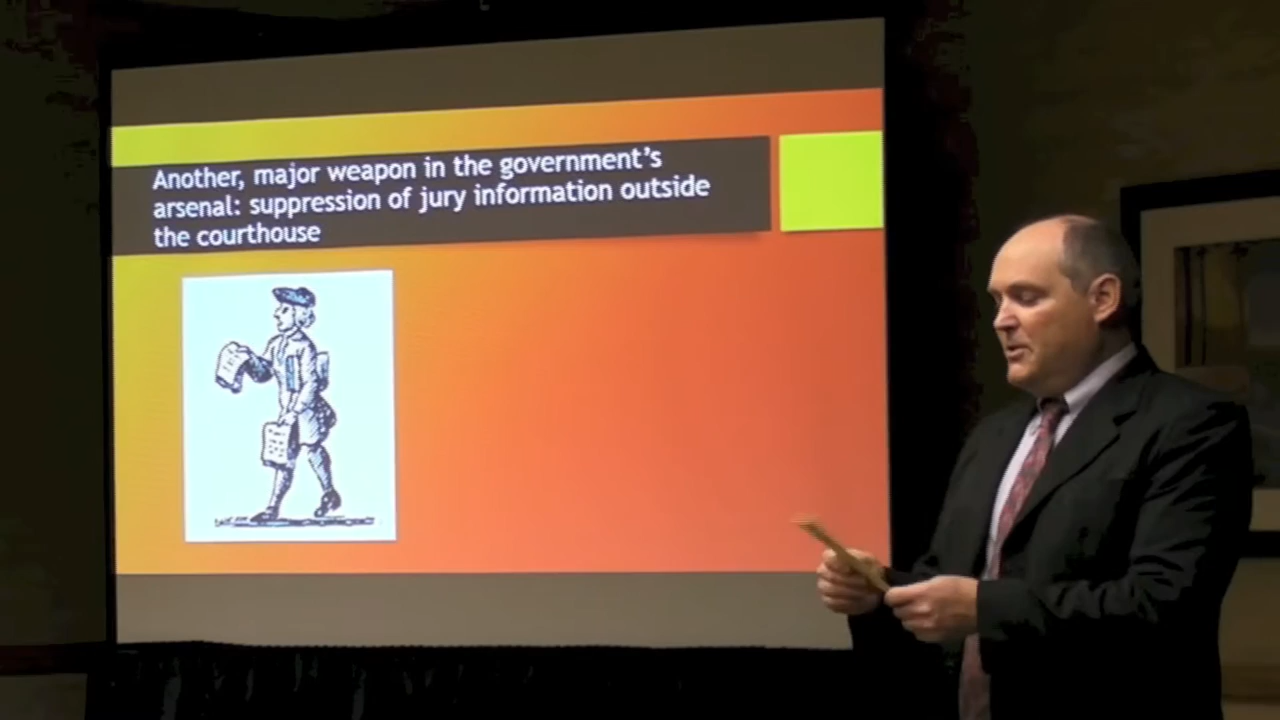 Another, major weapon in the government's
arsenal: suppression of jury information outside
the courthouse